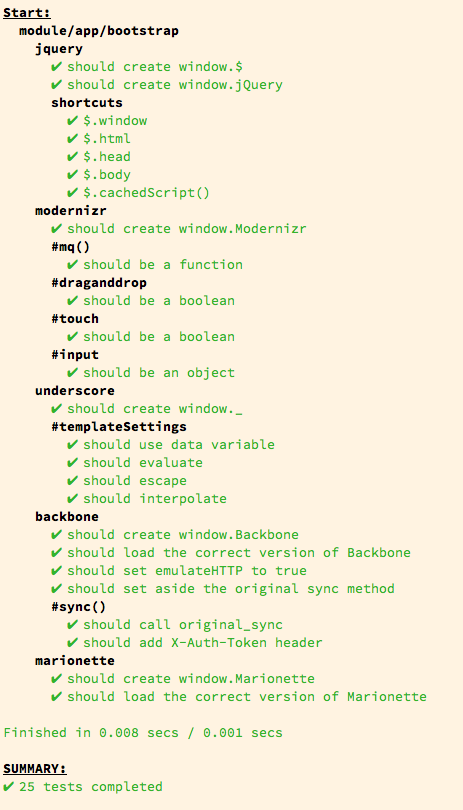 Start:
module/app/bootstrap
jquery
✔ should create window.$
✔ should create window.jQuery
shortcuts
✔ $.window
✔ $.html
✔ $.head
✔ $.body
✔ $.cachedScript()
modernizr
✔ should create window.Modernizr
#mq()
✔ should be a function
#draganddrop
✔ should be a boolean
#touch
✔ should be a boolean
#input
✔ should be an object
underscore
✔ should create window._
#templateSettings
✔ should use data variable
✔ should evaluate
✔ should escape
✔ should interpolate
backbone
✔ should create window.Backbone
✔ should load the correct version of Backbone
✔ should set emulateHTTP to true
✔ should set aside the original sync method
#sync()
✔ should call original_sync
✔ should add X-Auth-Token header
marionette
✔ should create window.Marionette
✔ should load the correct version of Marionette
Finished in 0.008 secs / 0.001 secs
SUMMARY:
✔ 25 tests completed